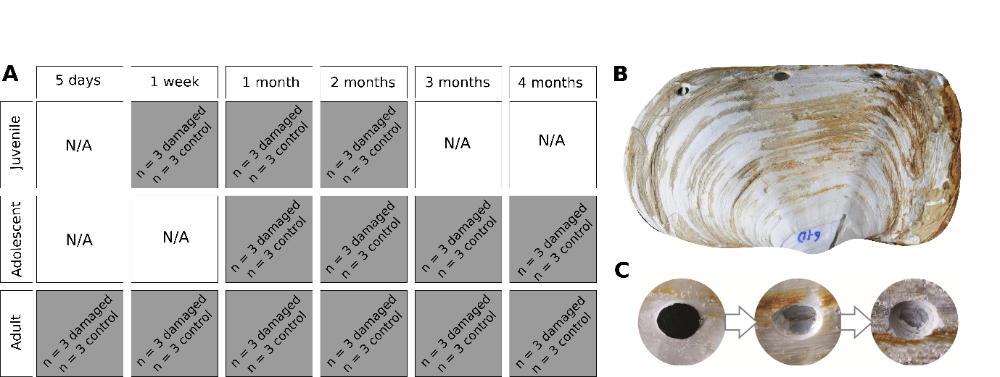 A
5 days
1 week
1 month
2 months
3 months
4 months
Juvenile
N/A
n = 3 damaged
n = 3 control
n = 3 damaged
n = 3 control
n = 3 damaged
n = 3 control
N/A
N/A
Adolescent
N/A
N/A
n = 3 damaged
n = 3 control
n = 3 damaged
n = 3 control
n = 3 damaged
n = 3 control
n = 3 damaged
n = 3 control
Adult
n = 3 damaged
n = 3 control
n = 3 damaged
n = 3 control
n = 3 damaged
n = 3 control
n = 3 damaged
n = 3 control
n = 3 damaged
n = 3 control
n = 3 damaged
n = 3 control
B
C